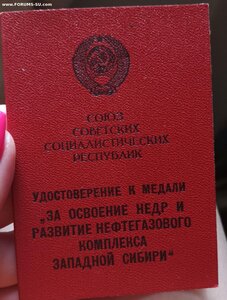 © www.FORUMS-SU.com
СОЮЗ
СОВЕТСКИХ
СОЦИАЛИСТИЧЕСКИХ
РЕСПУБЛИК
УДОСТОВЕРЕНИЕ К МЕДАЛИ
„ЗА ОСВОЕНИЕ НЕДР И
РАЗВИТИЕ НЕФТЕГАЗОВОГО
КОМПЛЕКСА
ЗАПАДНОЙ СИБИРИ“